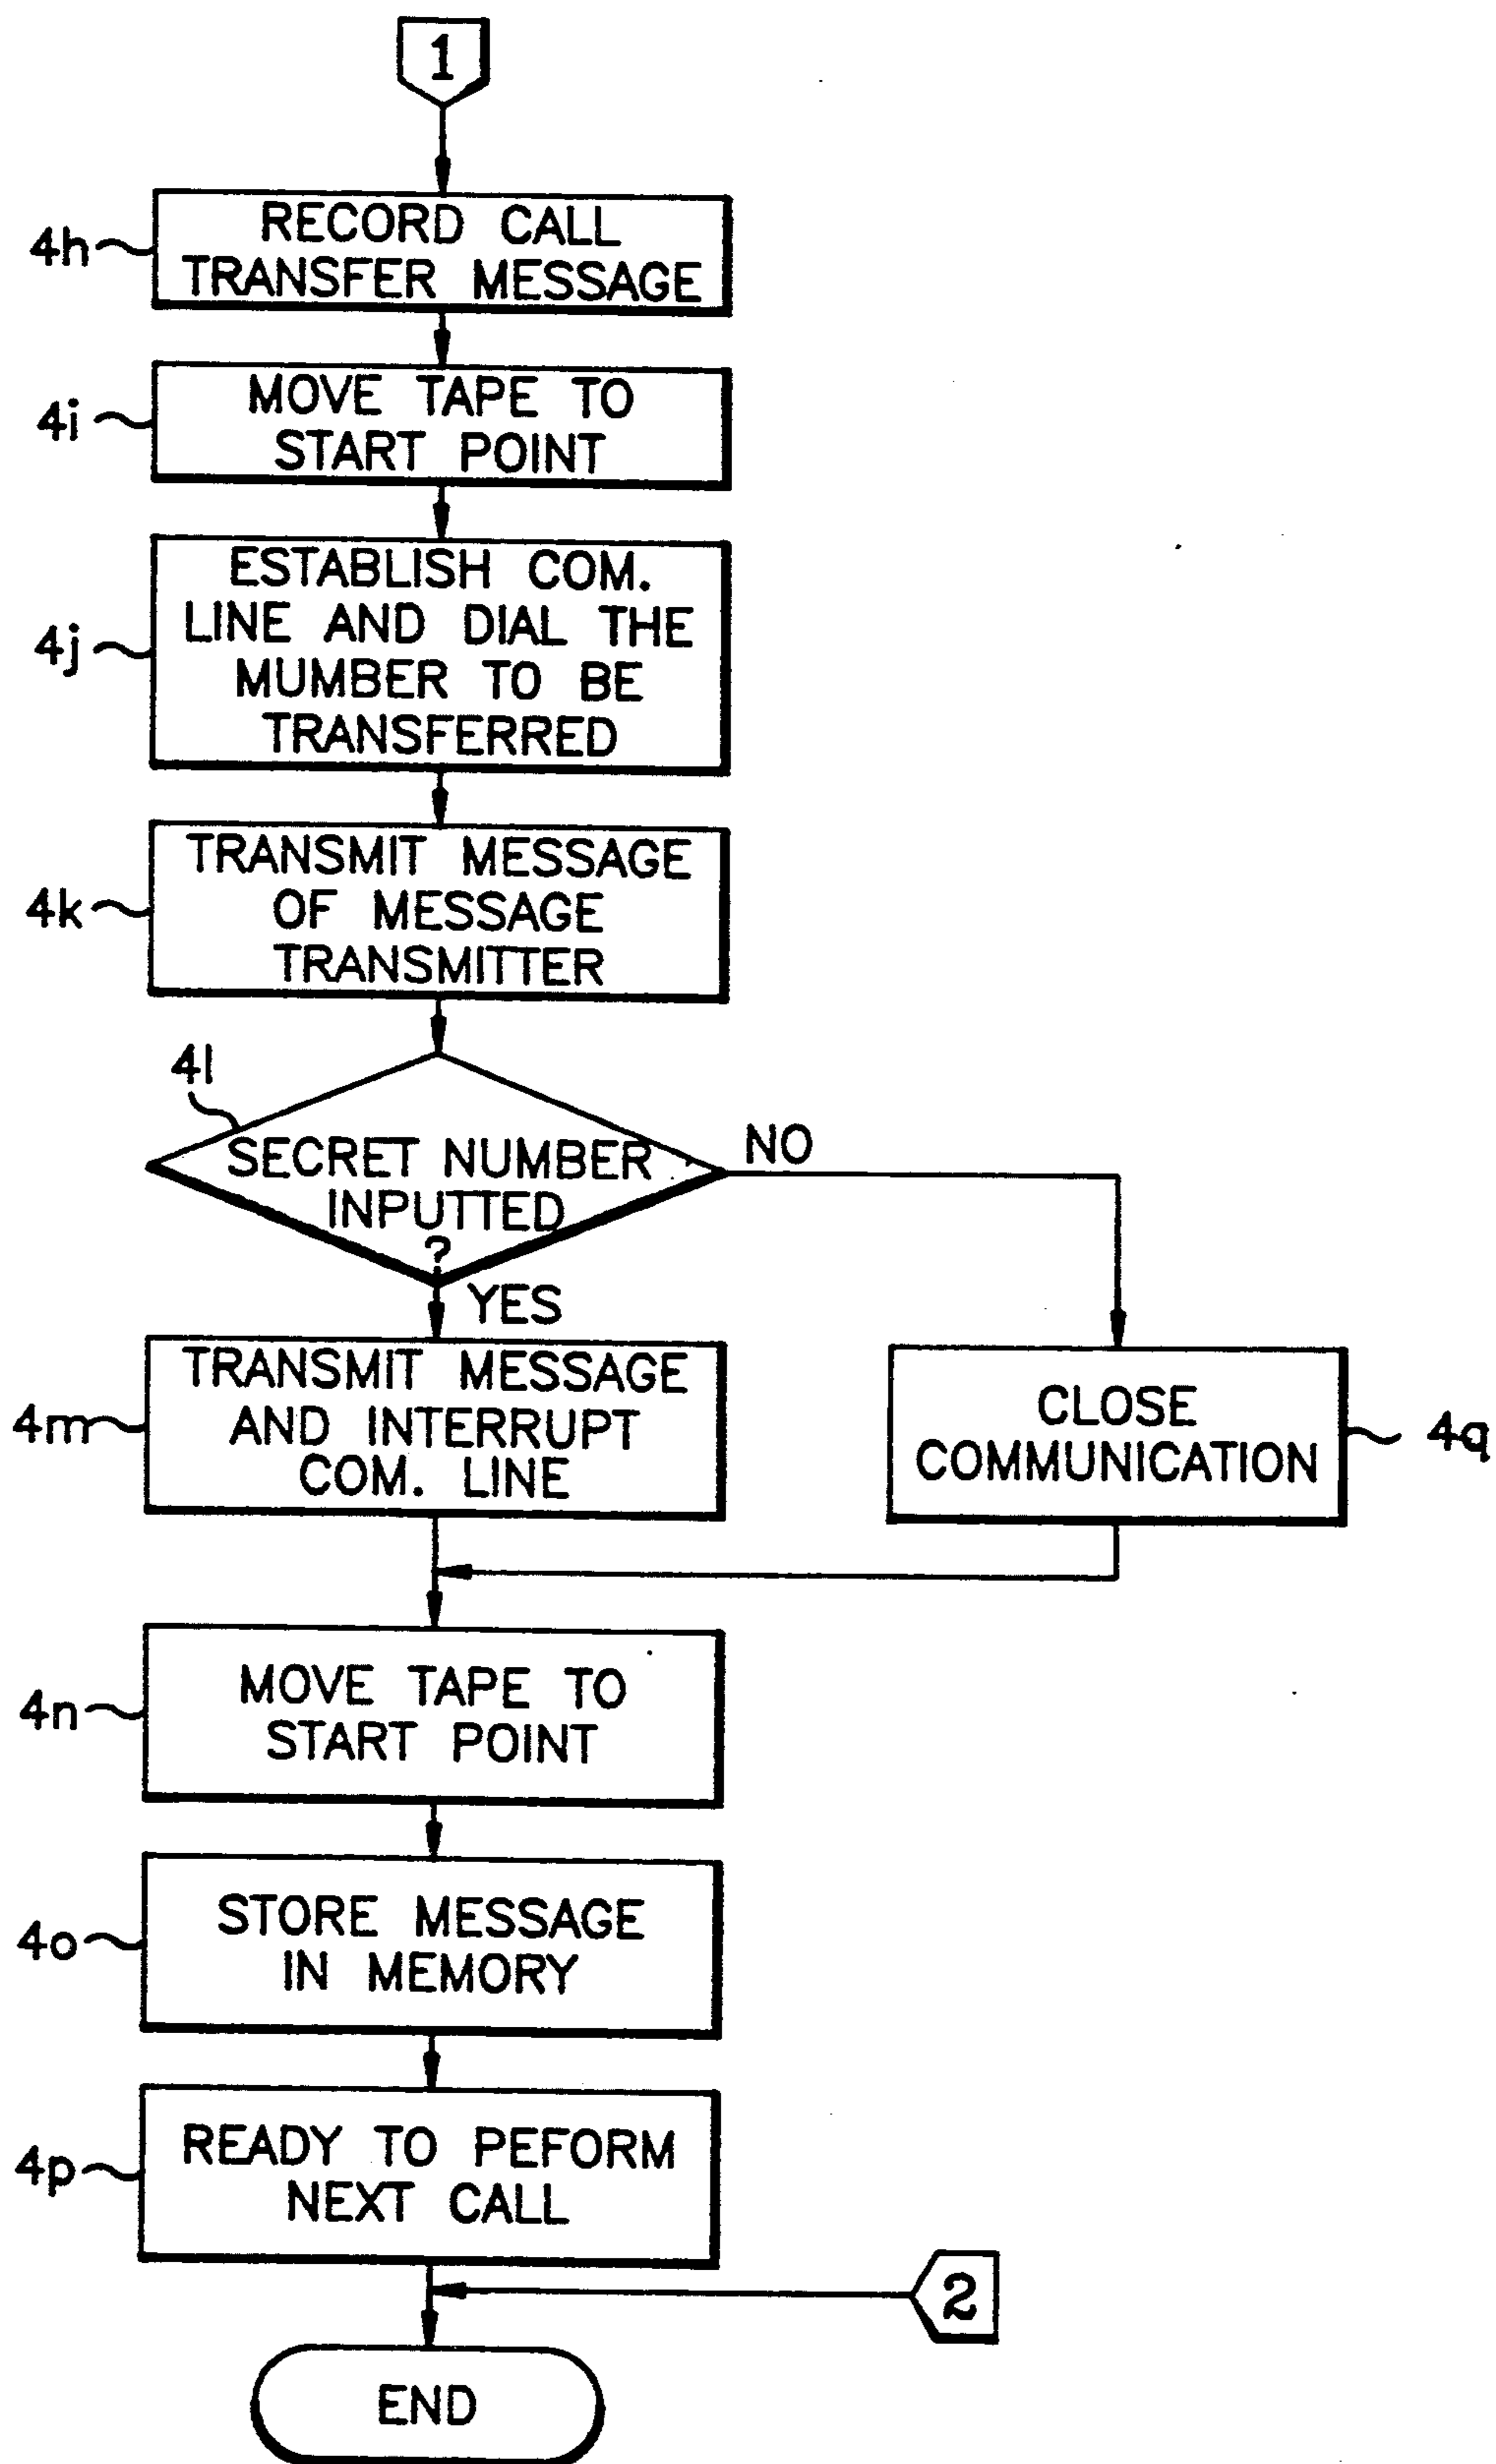 1
4h
RECORD CALL
TRANSFER MESSAGE
4i
MOVE TAPE TO
START POINT
4j
ESTABLISH COM.
LINE AND DIAL THE
MUMBER TO BE
TRANSFERRED
4k
TRANSMIT MESSAGE
OF MESSAGE
TRANSMITTER
4l
SECRET NUMBER
INPUTTED
?
NO
YES
4m
TRANSMIT MESSAGE
AND INTERRUPT
COM. LINE
CLOSE
COMMUNICATION
4q
4n
MOVE TAPE TO
START POINT
4o
STORE MESSAGE
IN MEMORY
4p
READY TO PEFORM
NEXT CALL
2
END